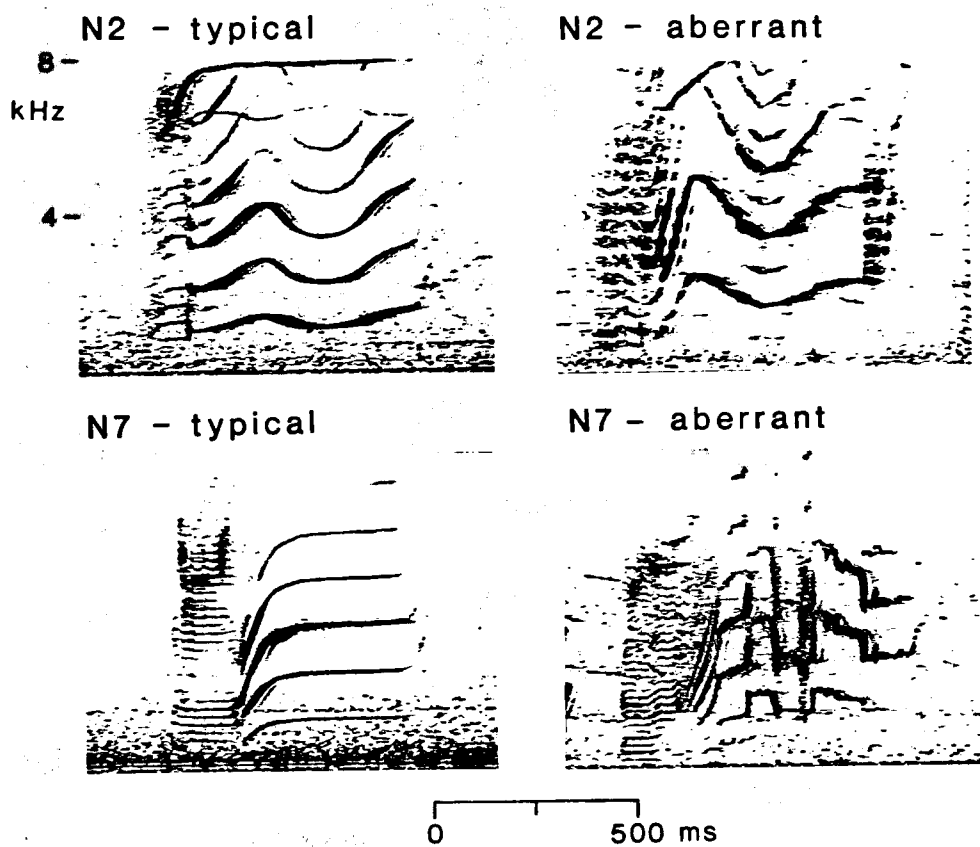 N2 – typical
N2 – aberrant
8 –
kHz
4 –
N7 – typical
N7 – aberrant
0
500 ms